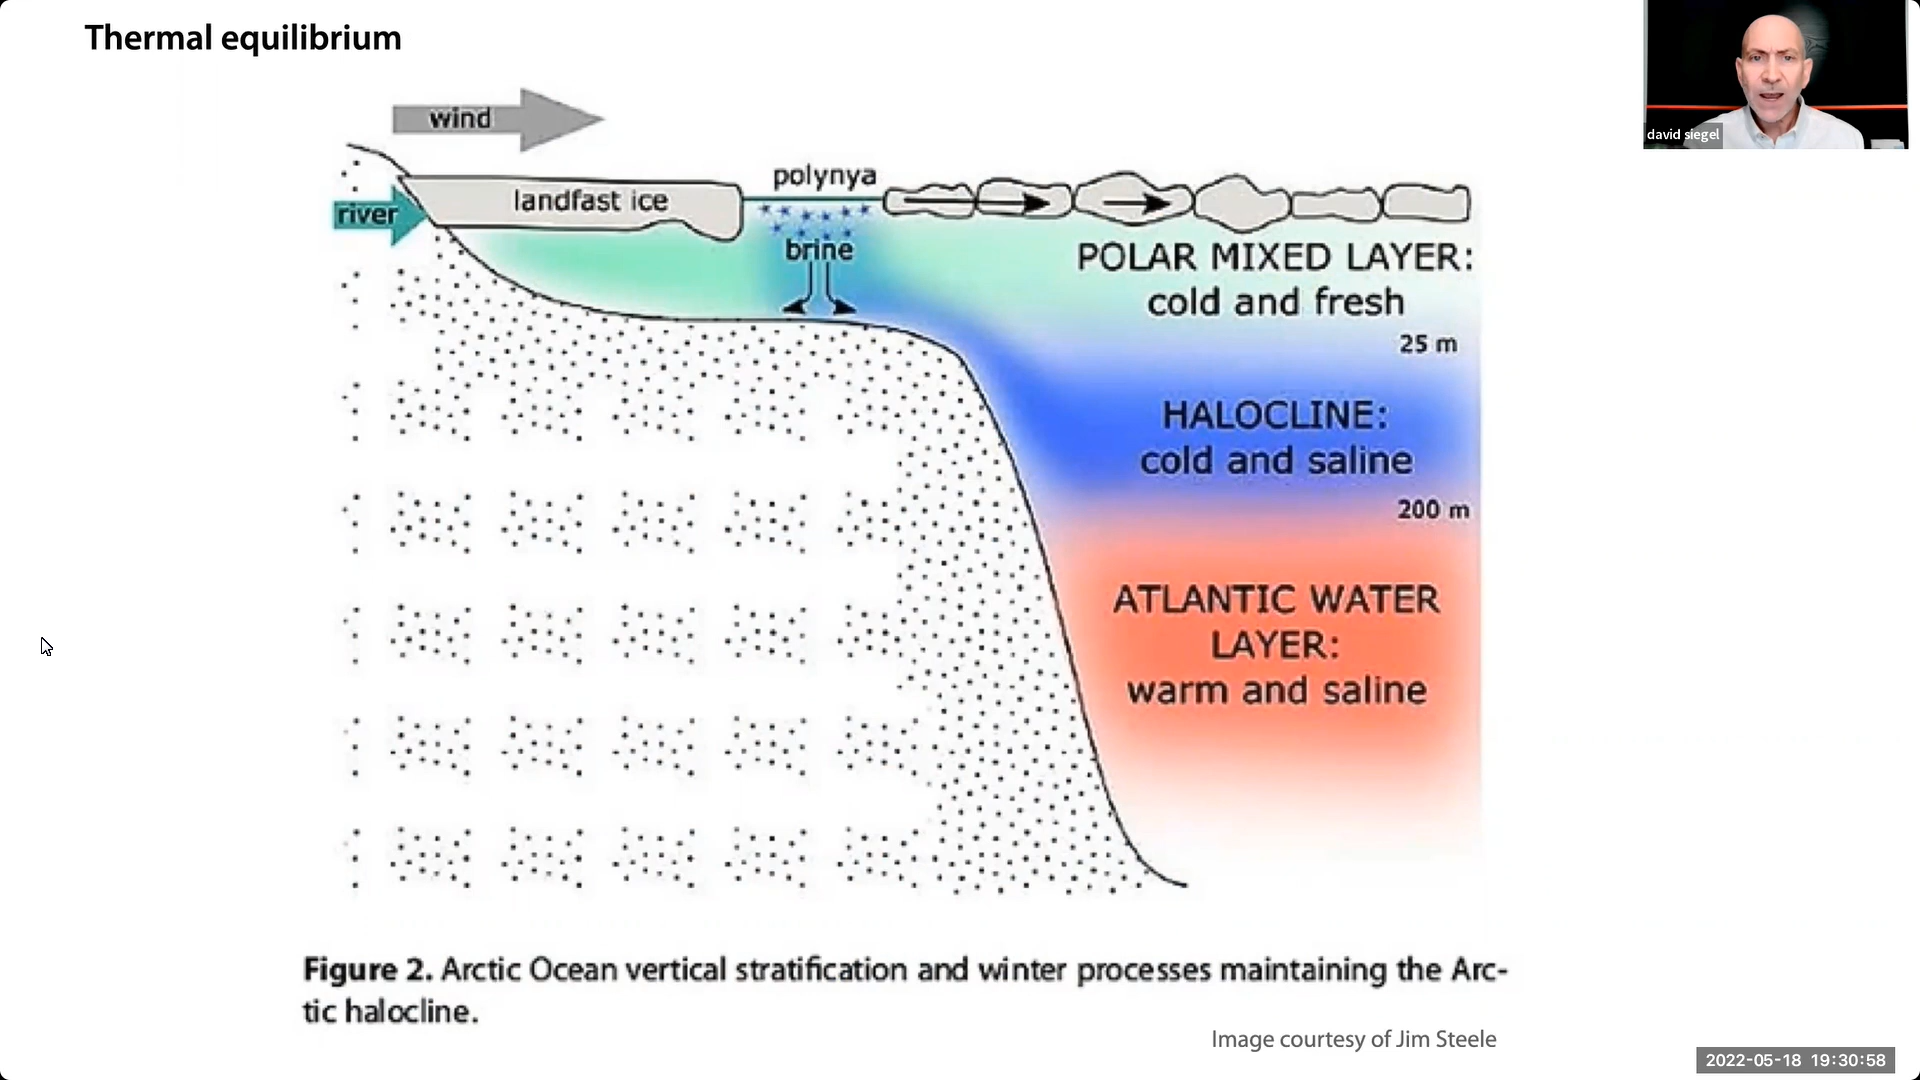 Thermal equilibrium
david siegel
wind
polynya
landfast ice
river
brine
POLAR MIXED LAYER:
cold and fresh
25 m
HALOCLINE:
cold and saline
200 m
ATLANTIC WATER
LAYER:
warm and saline
Figure 2. Arctic Ocean vertical stratification and winter processes maintaining the Arc-
tic halocline.
Image courtesy of Jim Steele
2022-05-18 19:30:58